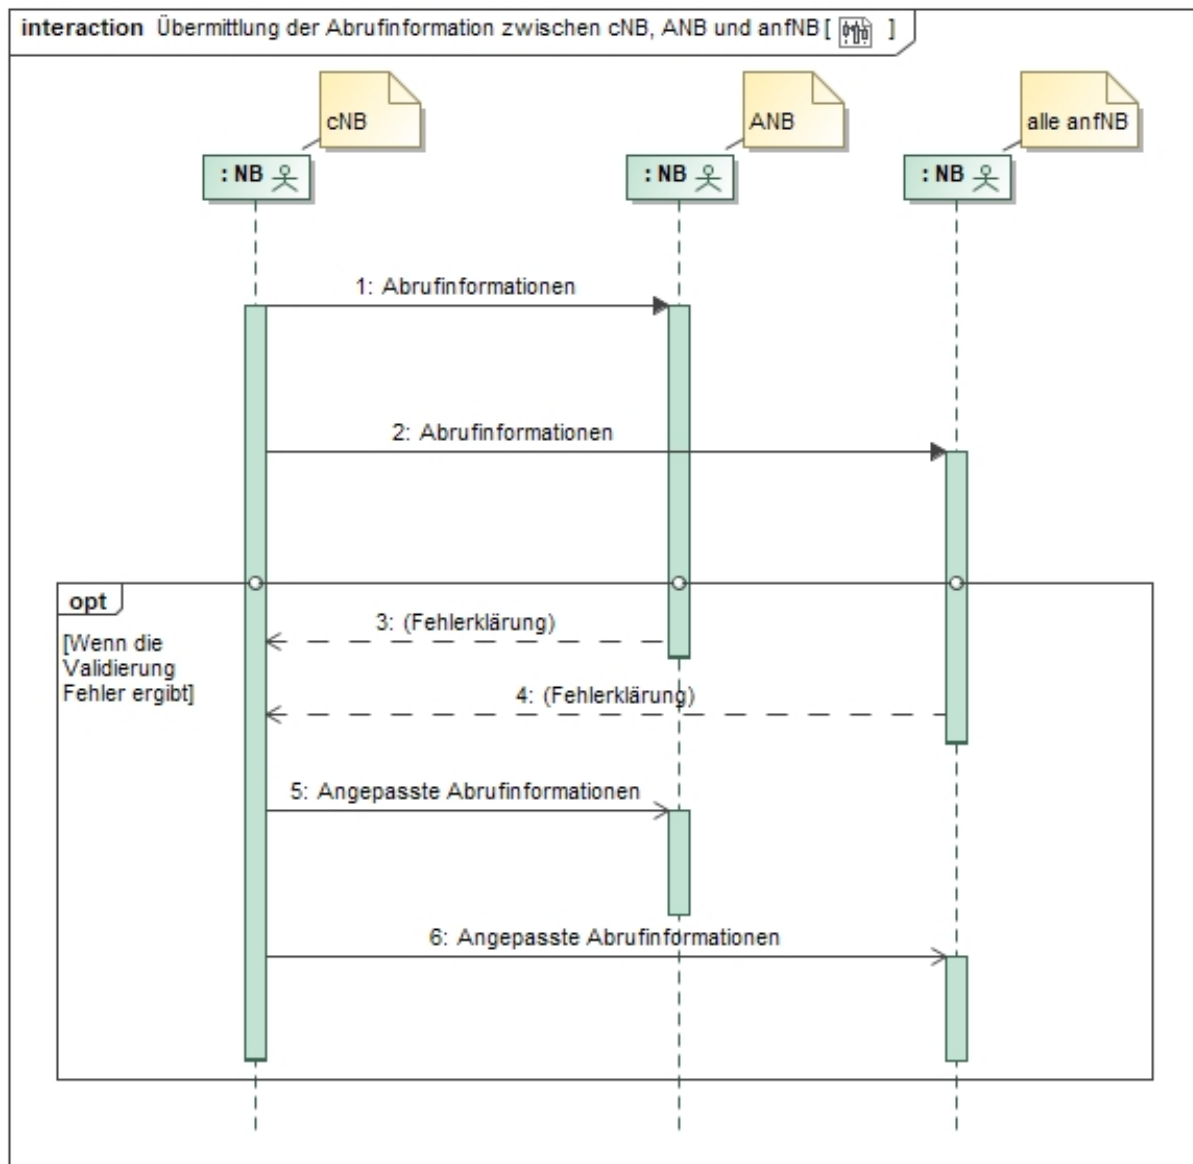 interaction Übermittlung der Abrufinformation zwischen cNB, ANB und anfNB [ ]
cNB
ANB
alle anfNB
: NB
: NB
: NB
1: Abrufinformationen
2: Abrufinformationen
opt
[Wenn die
Validierung
Fehler ergibt]
3: (Fehlerklärung)
4: (Fehlerklärung)
5: Angepasste Abrufinformationen
6: Angepasste Abrufinformationen